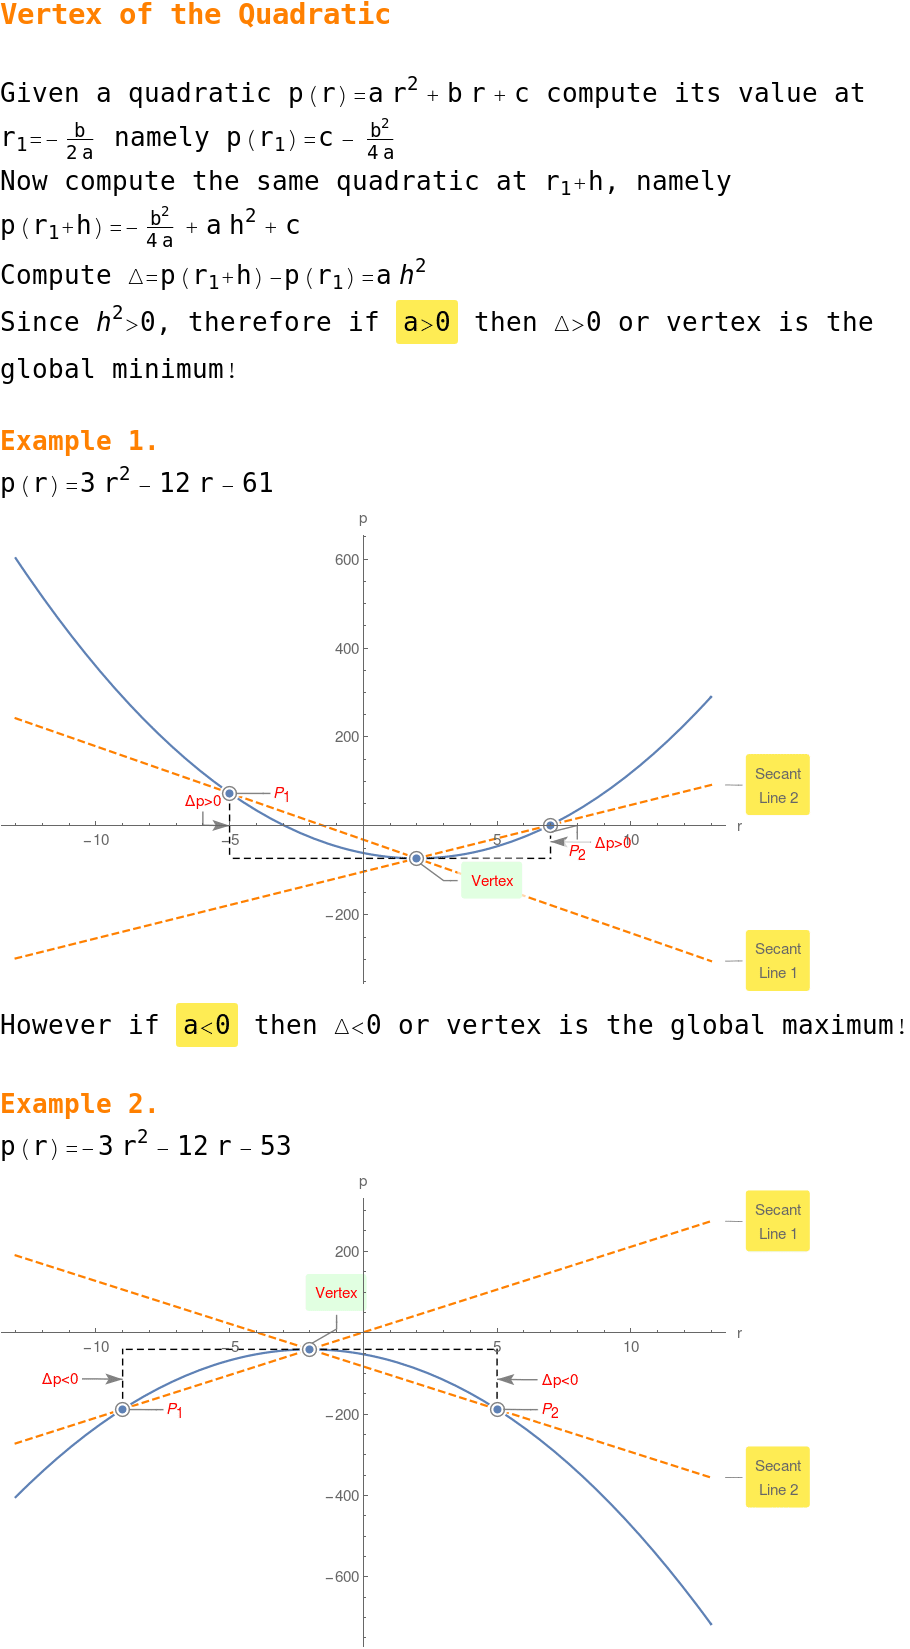 Vertex of the Quadratic
Given a quadratic p(r)=a r² + b r + c compute its value at
r₁=- b/(2 a) namely p(r₁)=c - b²/(4 a)
Now compute the same quadratic at r₁+h, namely
p(r₁+h)=- b²/(4 a) + a h² + c
Compute Δ=p(r₁+h)-p(r₁)=a h²
Since h²>0, therefore if a>0 then Δ>0 or vertex is the
global minimum!
Example 1.
p(r)=3 r² - 12 r - 61
p
600
400
200
Secant
Line 2
P₁
Δp>0
-10
-5
5
10
r
Δp>0
P₂
Vertex
-200
Secant
Line 1
However if a<0 then Δ<0 or vertex is the global maximum!
Example 2.
p(r)=-3 r² - 12 r - 53
p
Secant
Line 1
200
Vertex
-10
-5
5
10
r
Δp<0
Δp<0
P₁
P₂
-200
Secant
Line 2
-400
-600